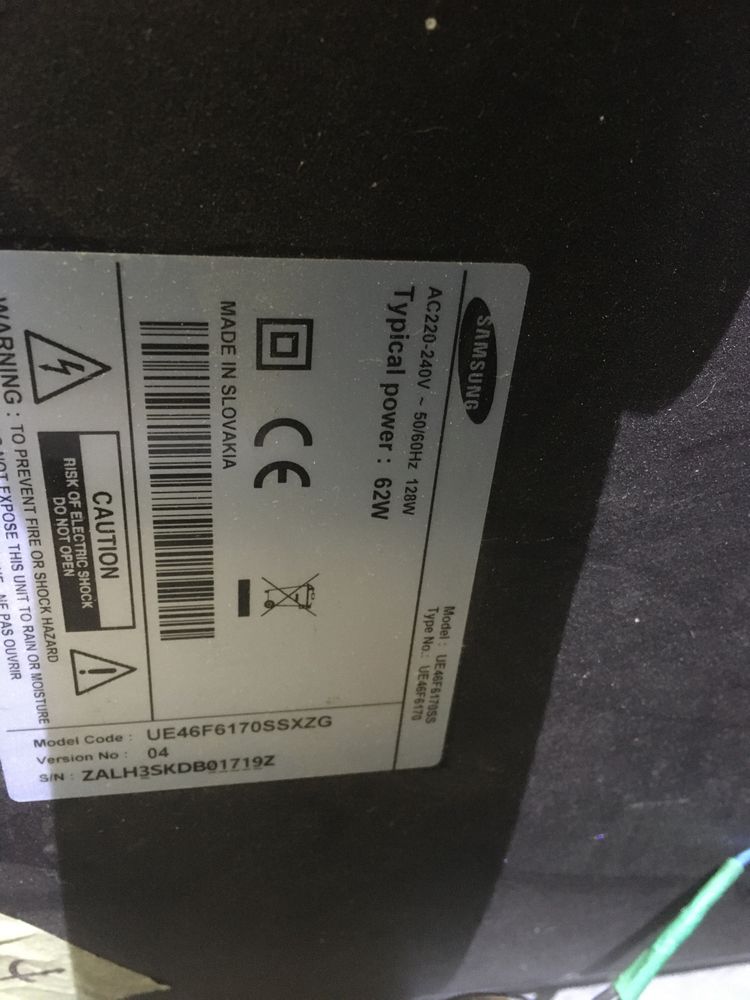 SAMSUNG
Model : UE46F6170SS
Type No.: UE46F6170
AC220-240V ~ 50/60Hz 128W
Typical power : 62W
CE
MADE IN SLOVAKIA
CAUTION
RISK OF ELECTRIC SHOCK
DO NOT OPEN
WARNING : TO PREVENT FIRE OR SHOCK HAZARD
NOT EXPOSE THIS UNIT TO RAIN OR MOISTURE
NE PAS OUVRIR
Model Code : UE46F6170SSXZG
Version No : 04
S/N : ZALH3SKDB01719Z